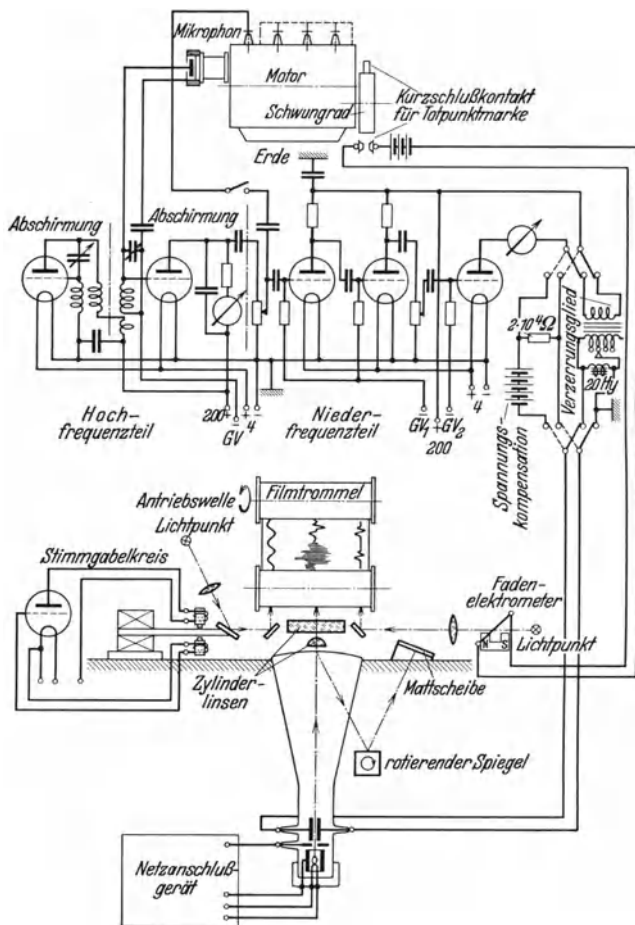 Mikrophon
Motor
Schwungrad
Kurzschlußkontakt
für Totpunktmarke
Erde
Abschirmung
Abschirmung
2·10⁴Ω
Verzerrungsglied
20Hy
200
+
-
GV
+
4
-
Hoch-
frequenzteil
Nieder-
frequenzteil
-
GV₁
+
200
-
GV₂
+
4
-
Spannungs-
kompensation
Antriebswelle
Filmtrommel
Lichtpunkt
Stimmgabelkreis
Faden-
elektrometer
N
S
Lichtpunkt
Zylinder-
linsen
Mattscheibe
rotierender Spiegel
Netzanschluß-
gerät